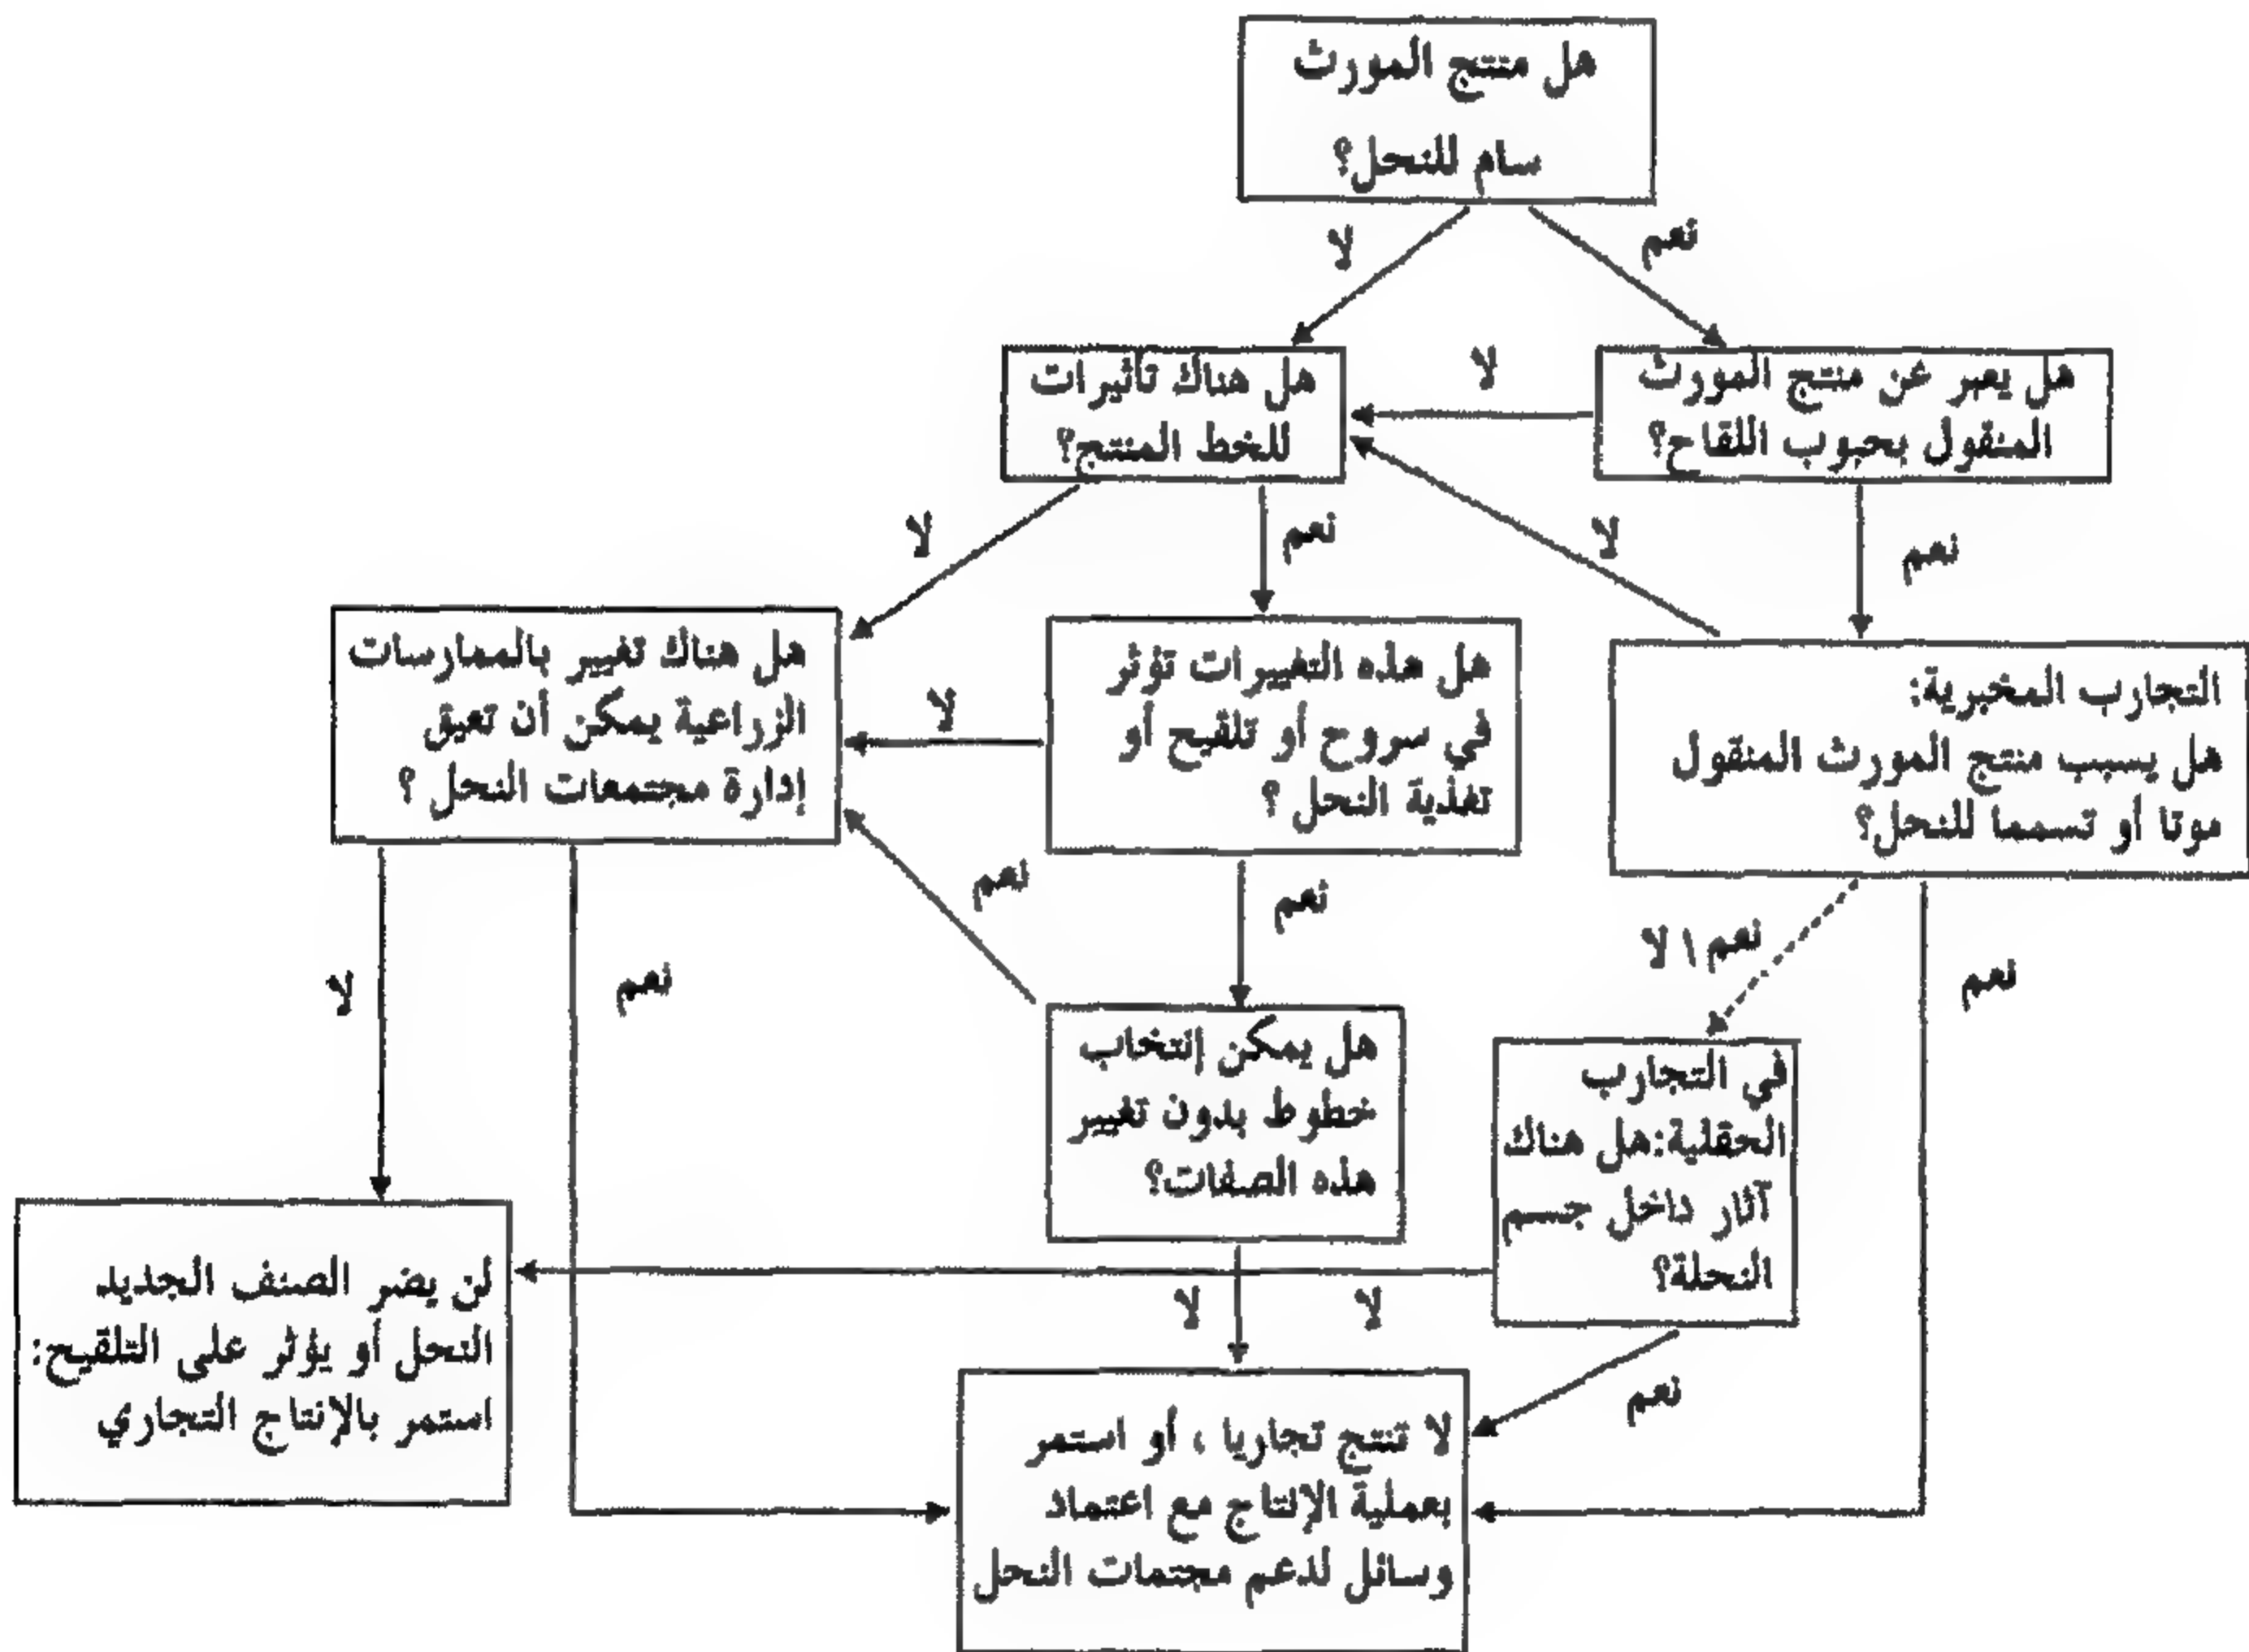 هل منتج المورث
سام للنحل؟
نعم
لا
هل يعبر عن منتج المورث
المنقول بحبوب اللقاح؟
لا
هل هناك تأثيرات
للخط المنتج؟
نعم
لا
نعم
لا
التجارب المخبرية:
هل يسبب منتج المورث المنقول
موتا أو تسمما للنحل؟
هل هذه التغييرات تؤثر
في سروح أو تلقيح أو
تغذية النحل ؟
لا
هل هناك تغيير بالممارسات
الزراعية يمكن أن تعيق
إدارة مجتمعات النحل ؟
نعم
نعم \ لا
نعم
نعم
نعم
لا
في التجارب
الحقلية:هل هناك
آثار داخل جسم
النحلة؟
هل يمكن إنتخاب
خطوط بدون تغيير
هذه الصفات؟
لن يضر الصنف الجديد
النحل أو يؤثر على التلقيح:
استمر بالإنتاج التجاري
لا
لا
نعم
لا تنتج تجاريا ، أو استمر
بعملية الإنتاج مع اعتماد
وسائل لدعم مجتمات النحل